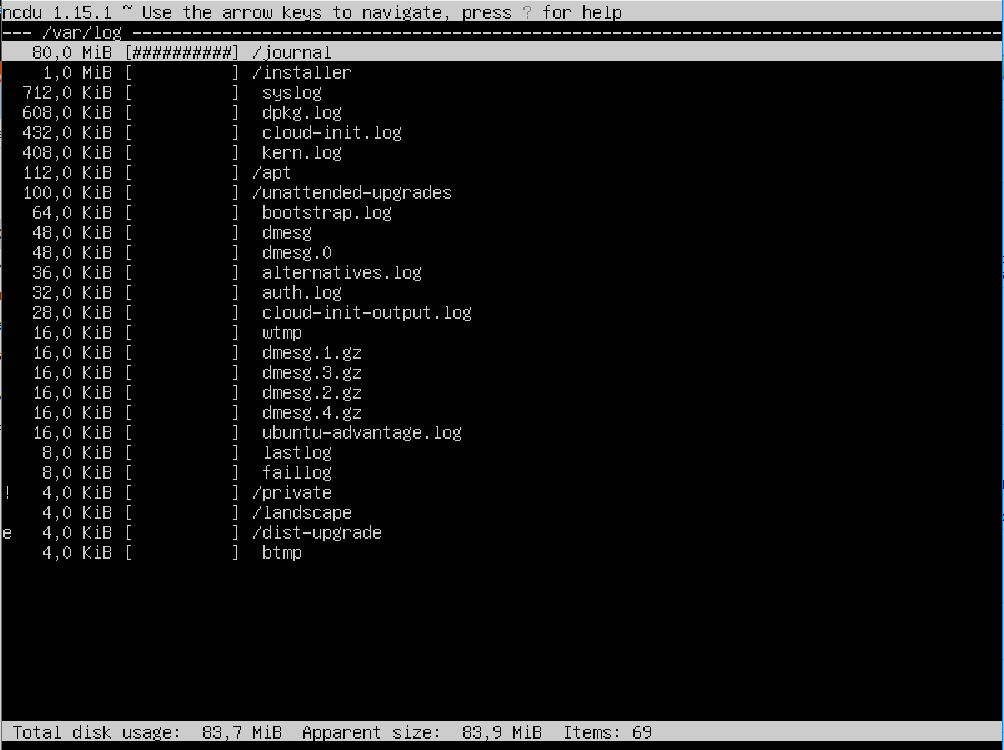 ncdu 1.15.1 ~ Use the arrow keys to navigate, press ? for help
--- /var/log ----------------------------------------------------------------------------------------
   80,0 MiB [##########] /journal
    1,0 MiB [          ] /installer
  712,0 KiB [          ]  syslog
  608,0 KiB [          ]  dpkg.log
  432,0 KiB [          ]  cloud-init.log
  408,0 KiB [          ]  kern.log
  112,0 KiB [          ] /apt
  100,0 KiB [          ] /unattended-upgrades
   64,0 KiB [          ]  bootstrap.log
   48,0 KiB [          ]  dmesg
   48,0 KiB [          ]  dmesg.0
   36,0 KiB [          ]  alternatives.log
   32,0 KiB [          ]  auth.log
   28,0 KiB [          ]  cloud-init-output.log
   16,0 KiB [          ]  wtmp
   16,0 KiB [          ]  dmesg.1.gz
   16,0 KiB [          ]  dmesg.3.gz
   16,0 KiB [          ]  dmesg.2.gz
   16,0 KiB [          ]  dmesg.4.gz
   16,0 KiB [          ]  ubuntu-advantage.log
    8,0 KiB [          ]  lastlog
    8,0 KiB [          ]  faillog
!   4,0 KiB [          ] /private
    4,0 KiB [          ] /landscape
e   4,0 KiB [          ] /dist-upgrade
    4,0 KiB [          ]  btmp
 Total disk usage:  83,7 MiB  Apparent size:  83,9 MiB  Items: 69